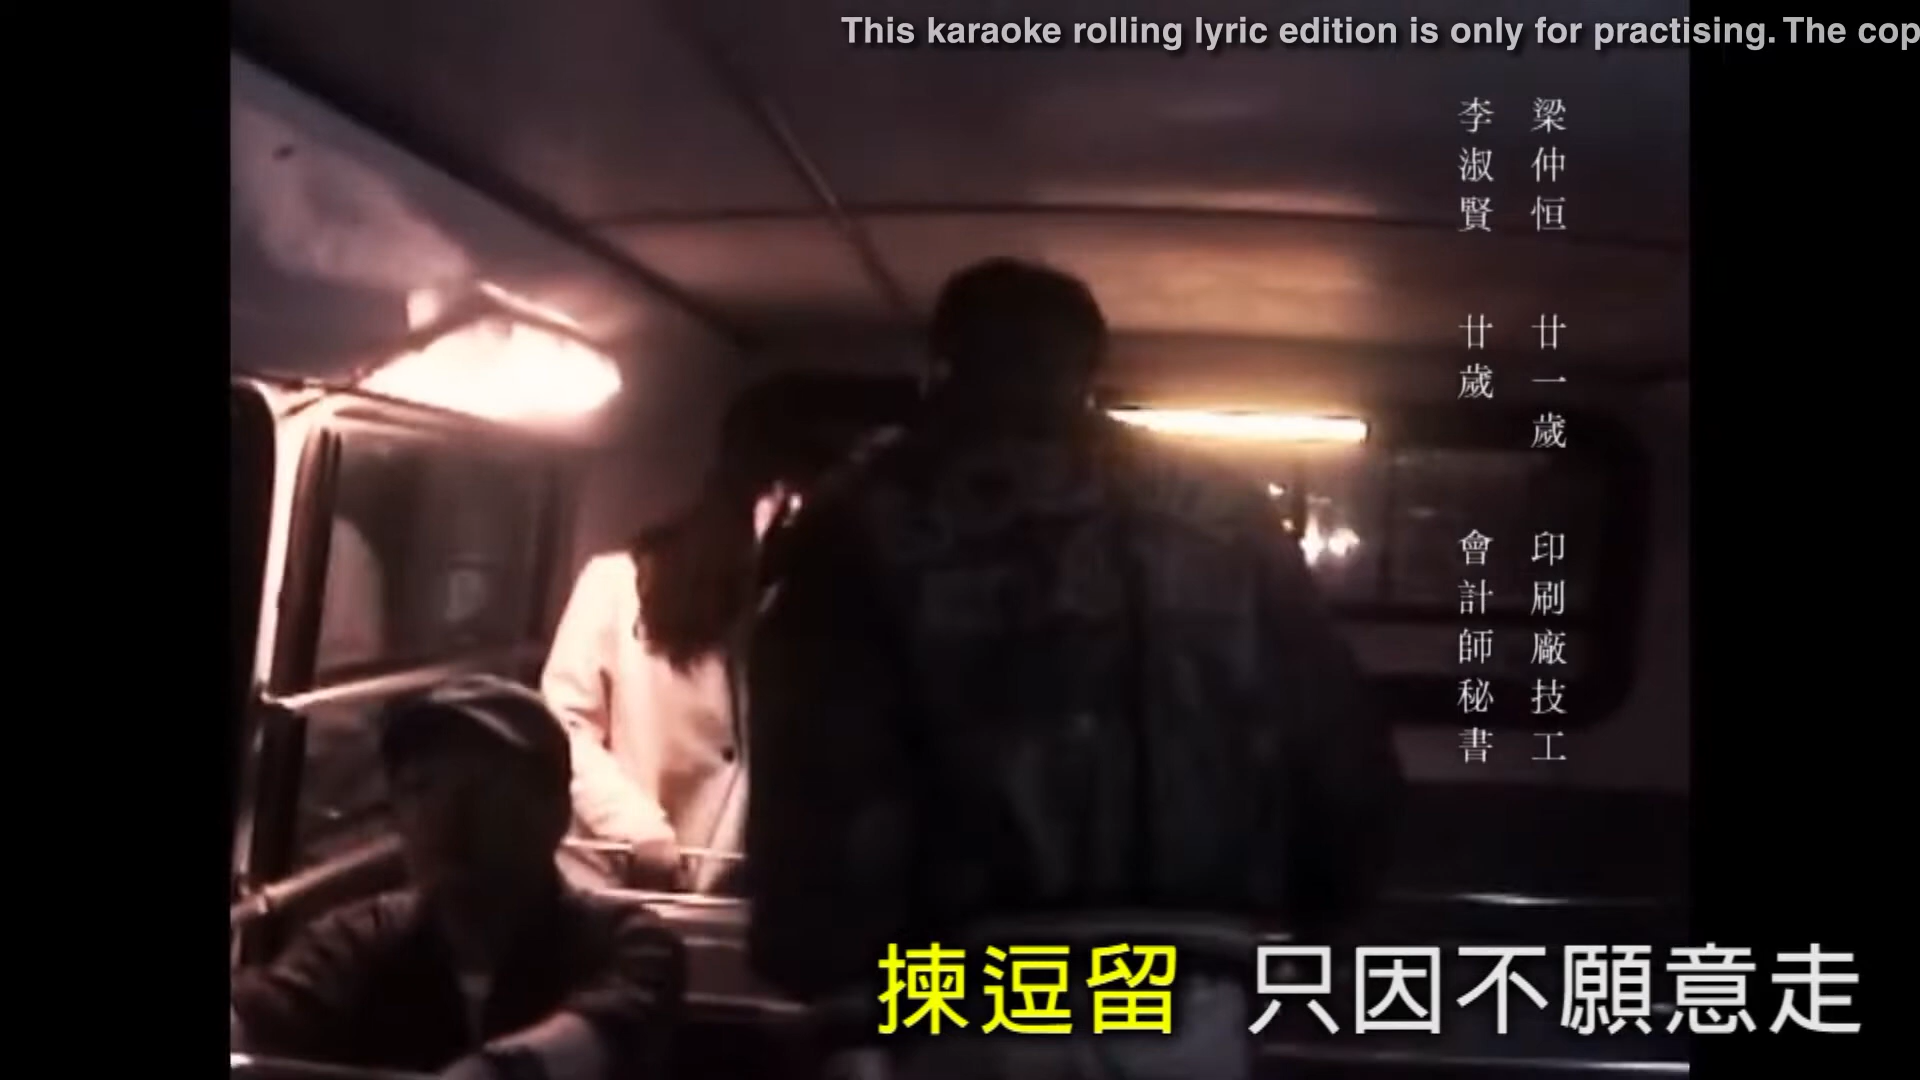 This karaoke rolling lyric edition is only for practising. The cop
梁仲恒 廿一歲 印刷廠技工
李淑賢 廿歲 會計師秘書
揀逗留 只因不願意走